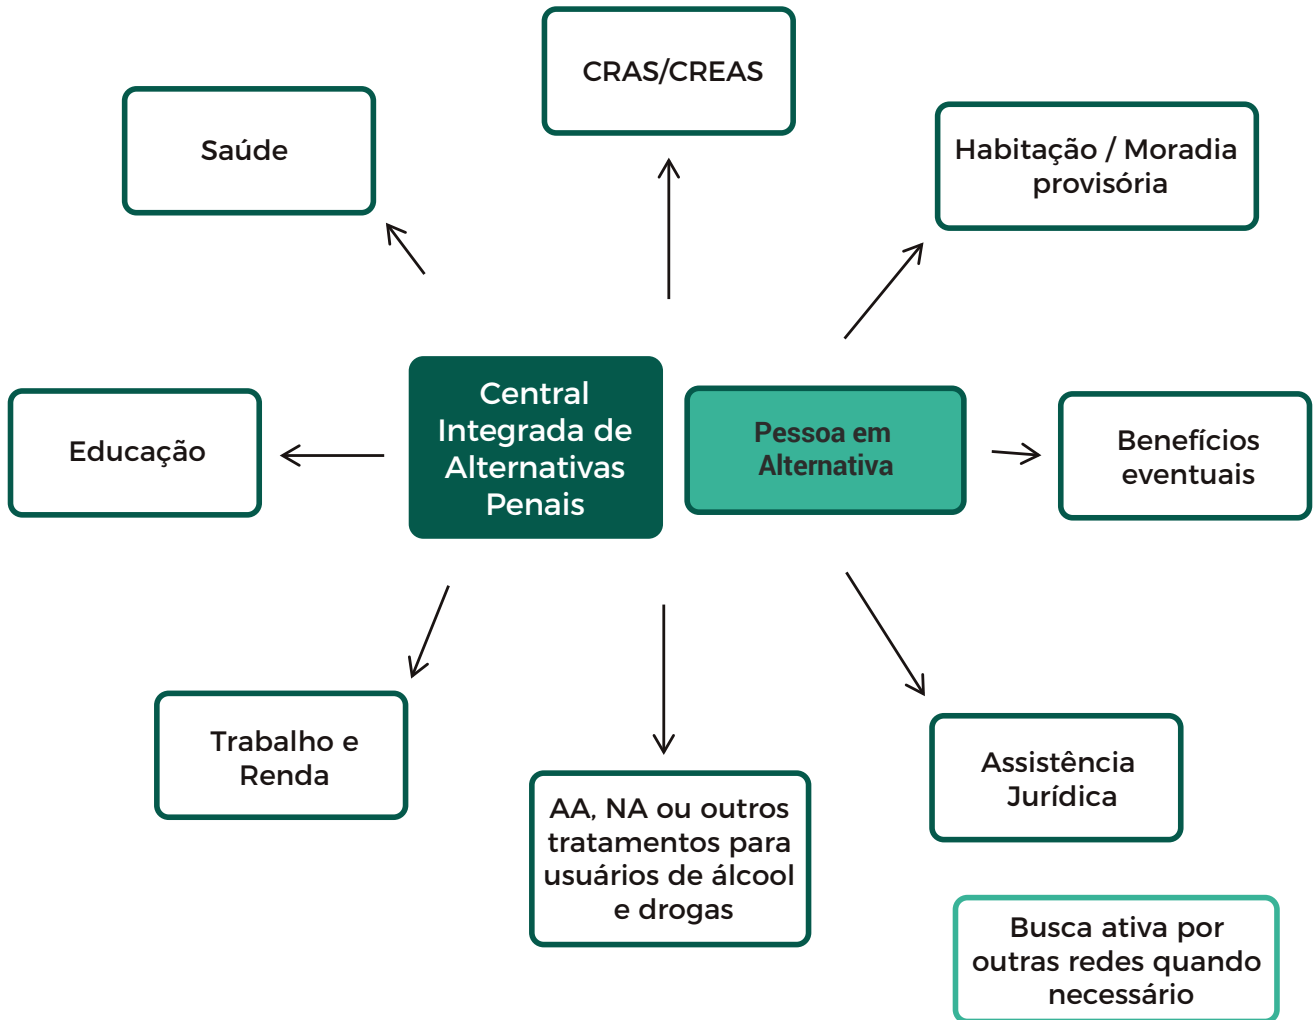 CRAS/CREAS
Saúde
Habitação / Moradia
provisória
Central
Integrada de
Alternativas
Penais
Pessoa em
Alternativa
Educação
Benefícios
eventuais
Trabalho e
Renda
AA, NA ou outros
tratamentos para
usuários de álcool
e drogas
Assistência
Jurídica
Busca ativa por
outras redes quando
necessário